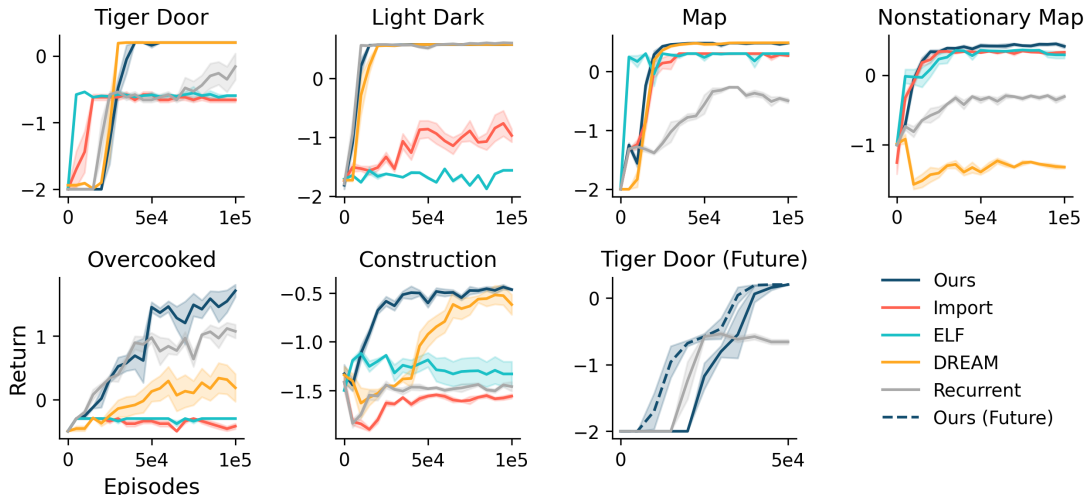 Tiger Door
Light Dark
Map
Nonstationary Map
0
−1
−2
0
5e4
1e5
0
−1
−2
0
5e4
1e5
0
−1
−2
0
5e4
1e5
0
−1
0
5e4
1e5
Overcooked
Construction
Tiger Door (Future)
Return
1
0
0
5e4
1e5
Episodes
−0.5
−1.0
−1.5
0
5e4
1e5
0
−1
−2
0
5e4
Ours
Import
ELF
DREAM
Recurrent
Ours (Future)